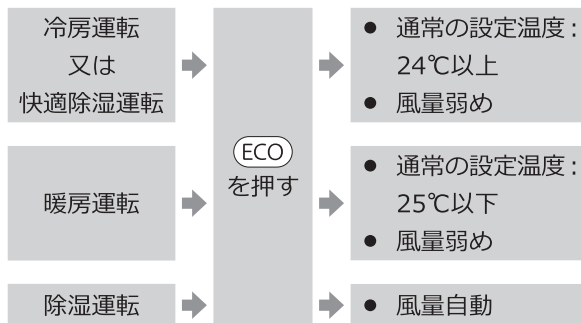 冷房運転
又は
快適除湿運転
ECO
を押す
● 通常の設定温度:
24℃以上
● 風量弱め
暖房運転
● 通常の設定温度:
25℃以下
● 風量弱め
除湿運転
● 風量自動